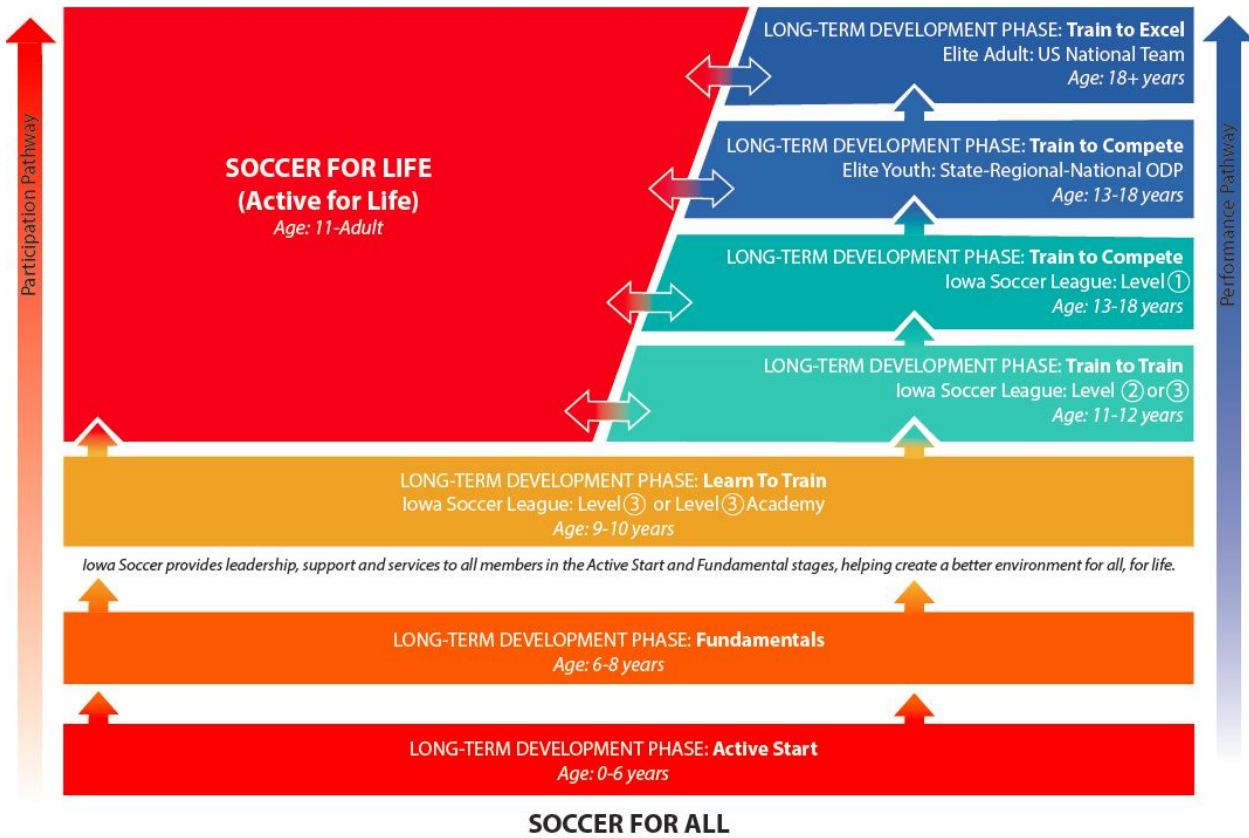 Participation Pathway
SOCCER FOR LIFE
(Active for Life)
Age: 11-Adult
LONG-TERM DEVELOPMENT PHASE: Train to Excel
Elite Adult: US National Team
Age: 18+ years
LONG-TERM DEVELOPMENT PHASE: Train to Compete
Elite Youth: State-Regional-National ODP
Age: 13-18 years
LONG-TERM DEVELOPMENT PHASE: Train to Compete
Iowa Soccer League: Level ①
Age: 13-18 years
LONG-TERM DEVELOPMENT PHASE: Train to Train
Iowa Soccer League: Level ② or ③
Age: 11-12 years
Performance Pathway
LONG-TERM DEVELOPMENT PHASE: Learn To Train
Iowa Soccer League: Level ③ or Level ③ Academy
Age: 9-10 years
Iowa Soccer provides leadership, support and services to all members in the Active Start and Fundamental stages, helping create a better environment for all, for life.
LONG-TERM DEVELOPMENT PHASE: Fundamentals
Age: 6-8 years
LONG-TERM DEVELOPMENT PHASE: Active Start
Age: 0-6 years
SOCCER FOR ALL